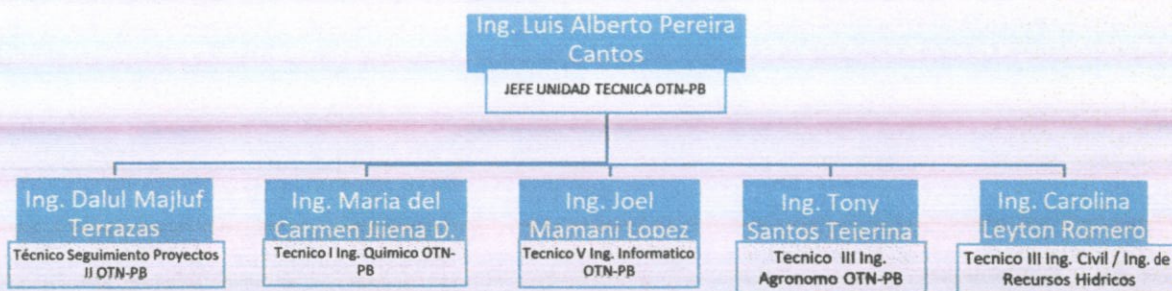 Ing. Luis Alberto Pereira
Cantos
JEFE UNIDAD TECNICA OTN-PB
Ing. Dalul Majluf
Terrazas
Técnico Seguimiento Proyectos
II OTN-PB
Ing. Maria del
Carmen Jijena D.
Tecnico I Ing. Quimico OTN-
PB
Ing. Joel
Mamani Lopez
Tecnico V Ing. Informatico
OTN-PB
Ing. Tony
Santos Tejerina
Tecnico III Ing.
Agronomo OTN-PB
Ing. Carolina
Leyton Romero
Tecnico III Ing. Civil / Ing. de
Recursos Hidricos